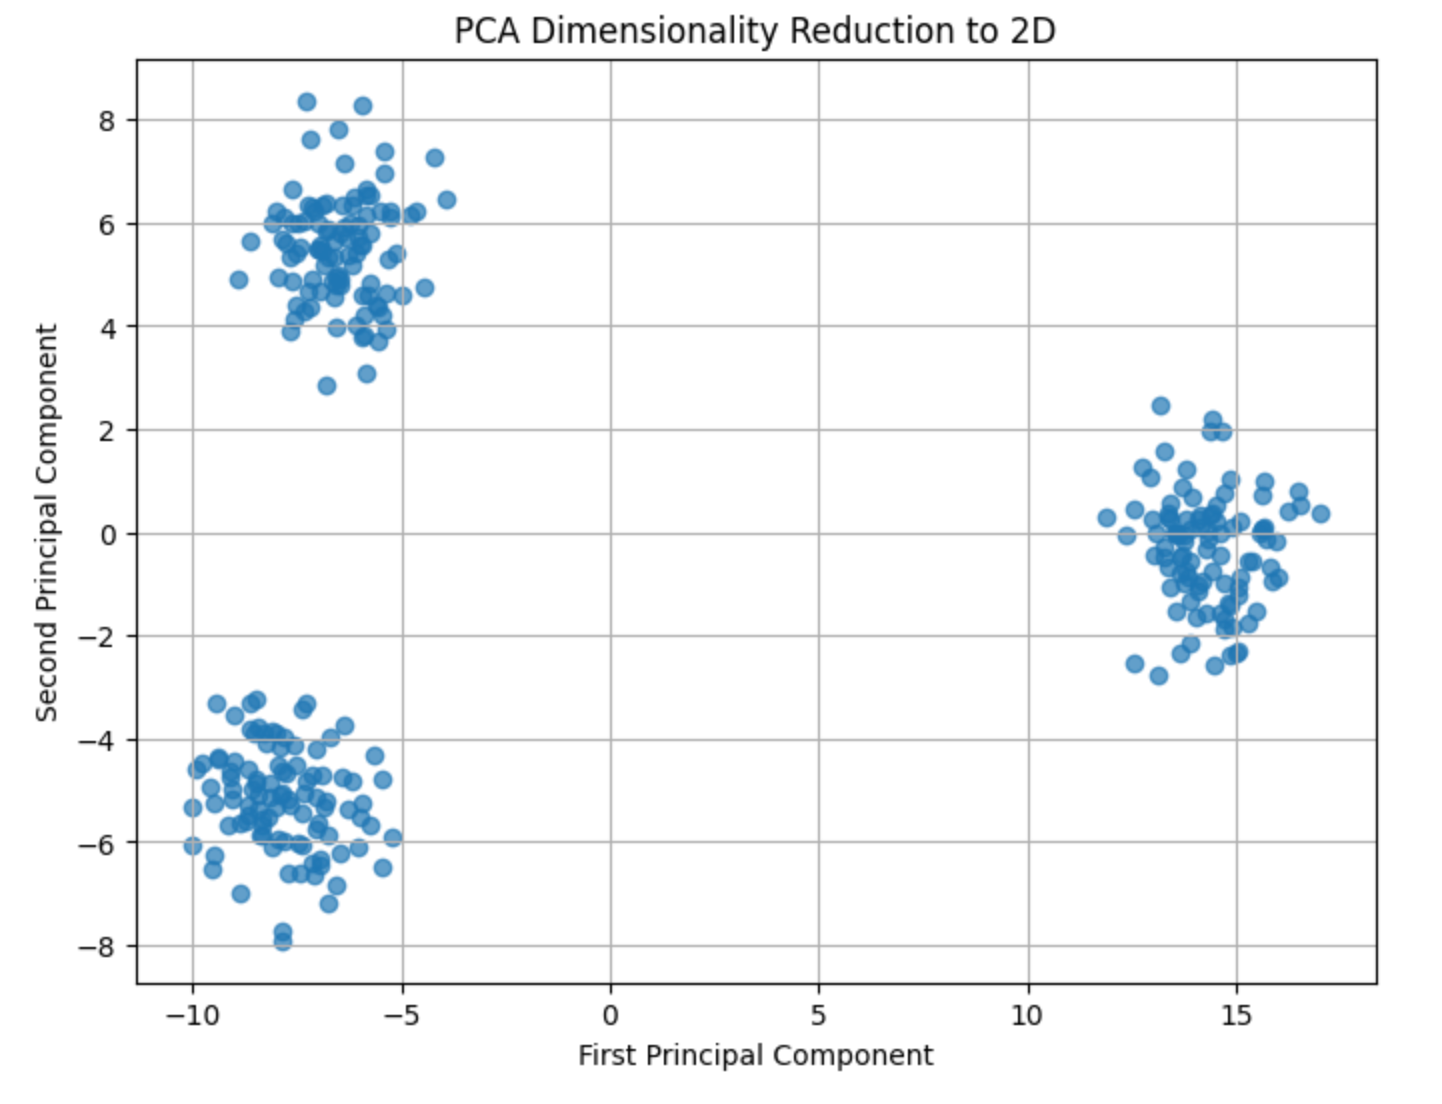 PCA Dimensionality Reduction to 2D
Second Principal Component
8
6
4
2
0
−2
−4
−6
−8
−10 −5 0 5 10 15
First Principal Component